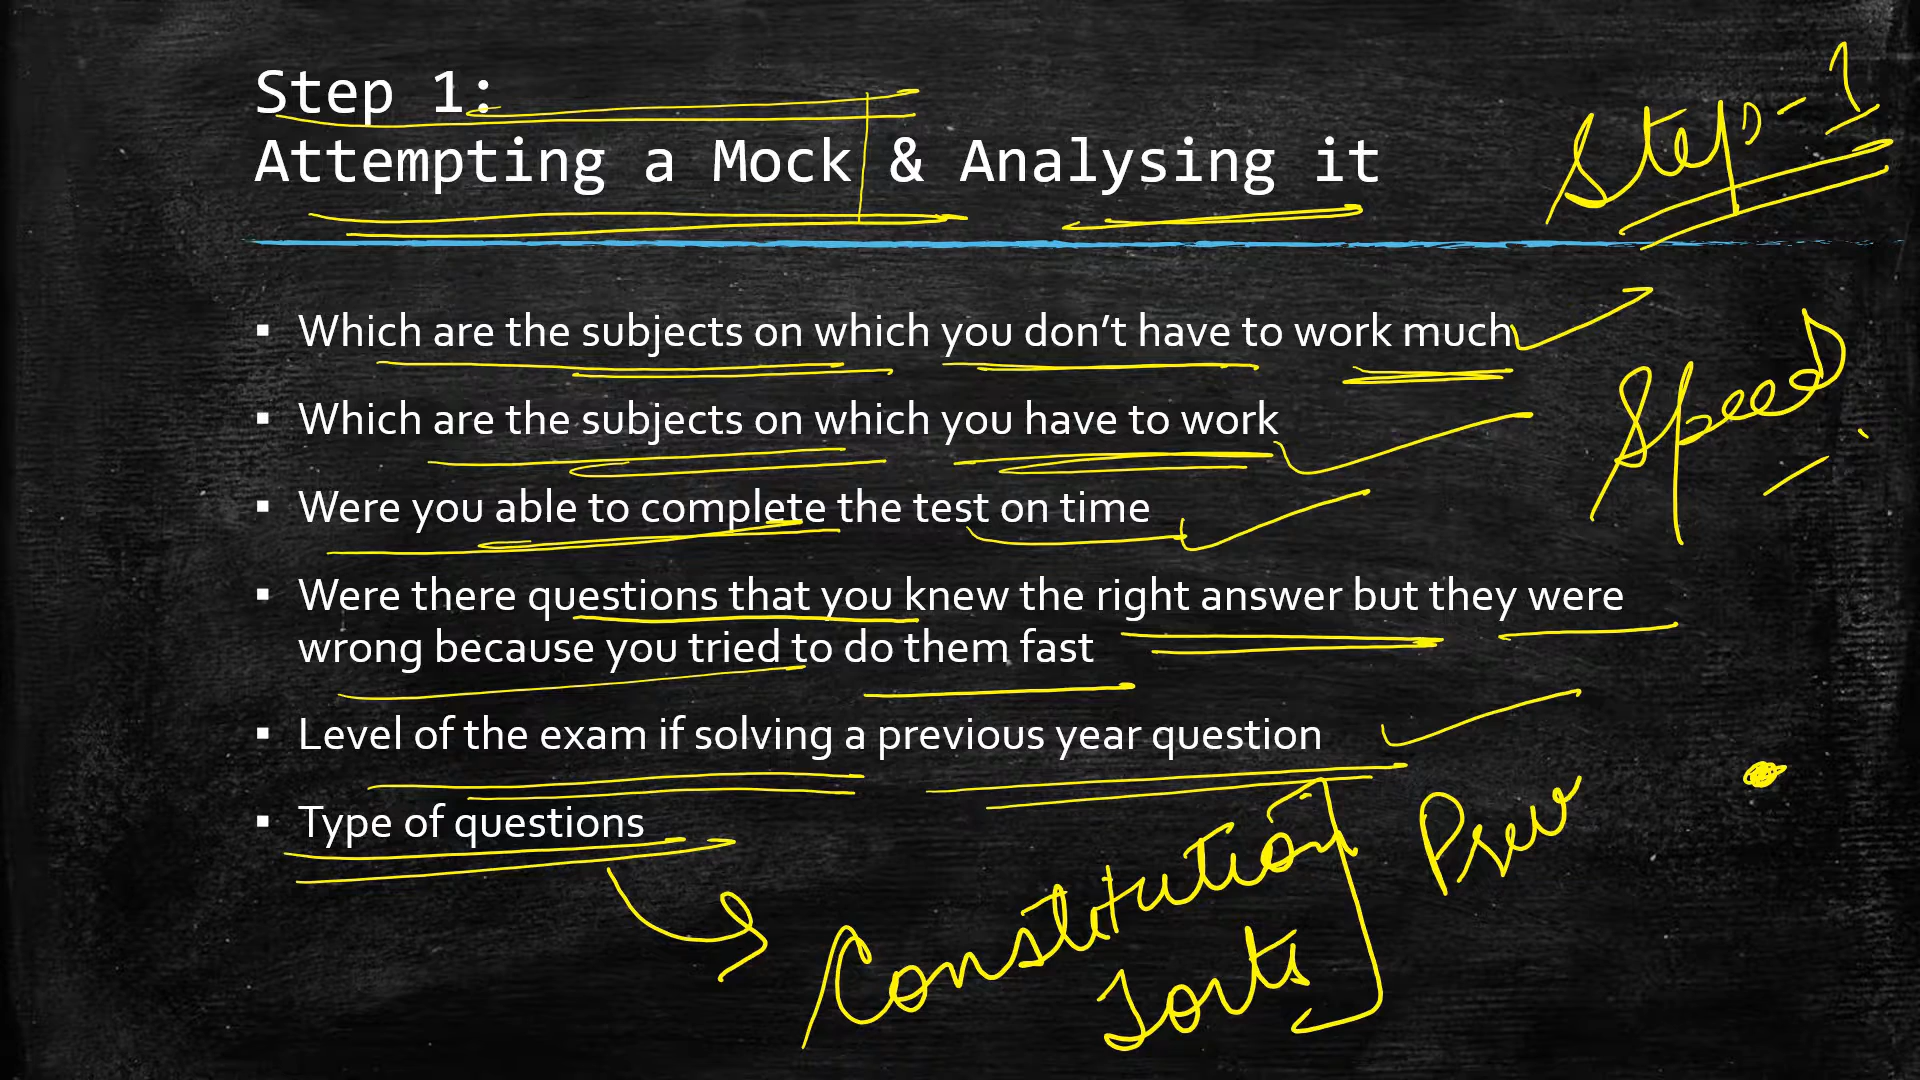 Step 1:
Attempting a Mock & Analysing it
Step-1
▪ Which are the subjects on which you don’t have to work much
▪ Which are the subjects on which you have to work
Speed
▪ Were you able to complete the test on time
▪ Were there questions that you knew the right answer but they were
wrong because you tried to do them fast
▪ Level of the exam if solving a previous year question
▪ Type of questions
Prev
Constitution
Torts